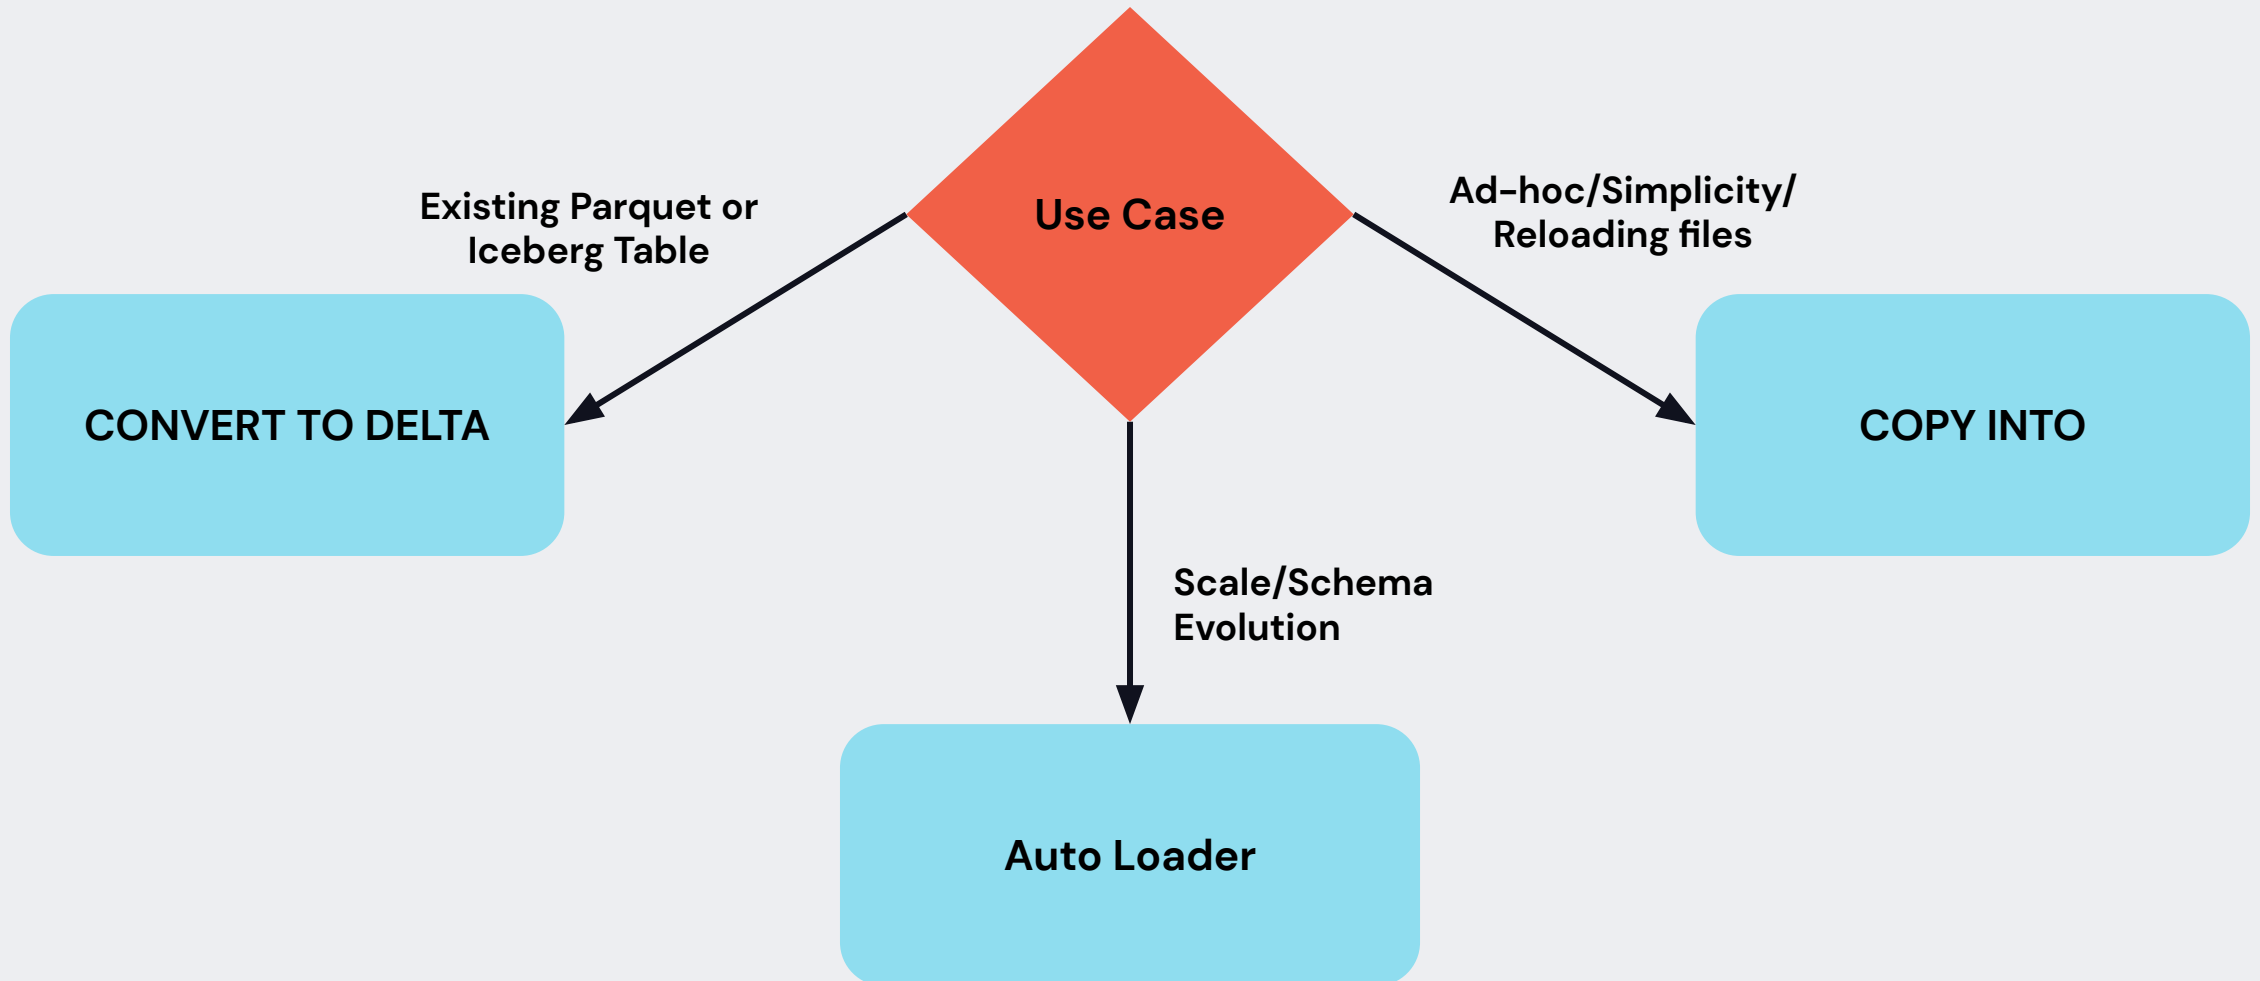 Use Case
Existing Parquet or
Iceberg Table
Ad-hoc/Simplicity/
Reloading files
CONVERT TO DELTA
COPY INTO
Scale/Schema
Evolution
Auto Loader